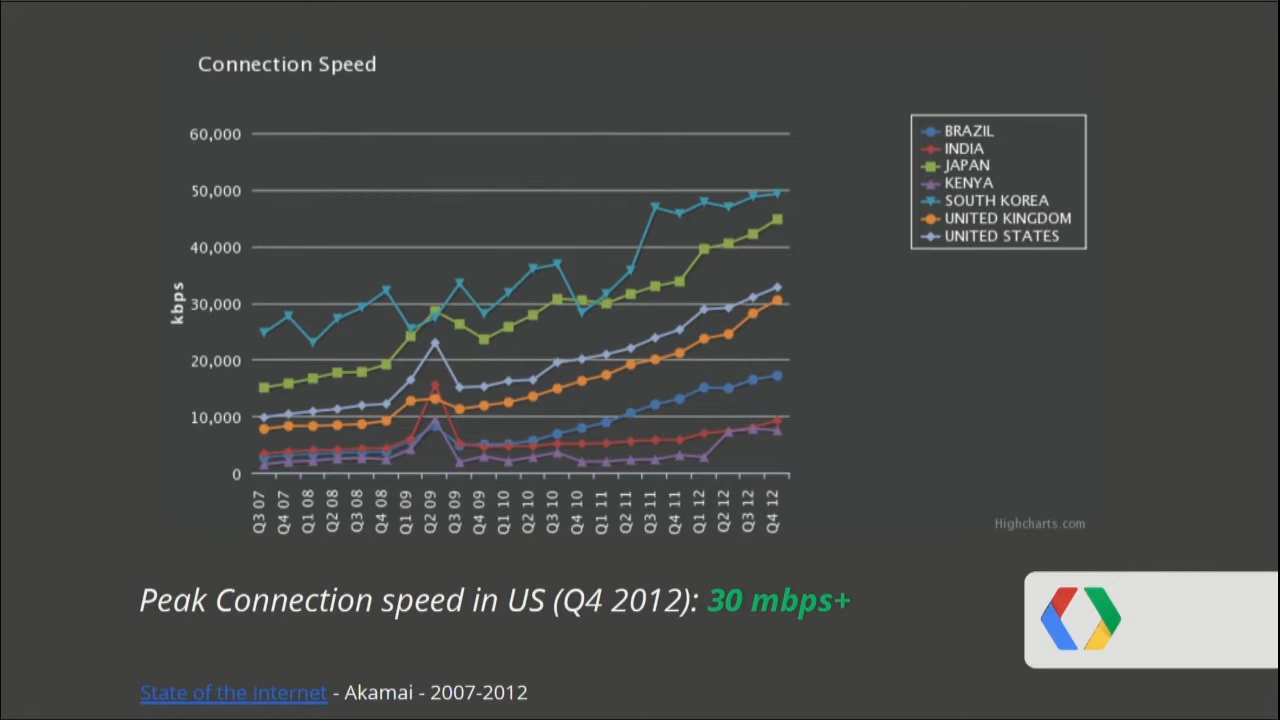 Connection Speed
60,000
50,000
40,000
30,000
20,000
10,000
0
kbps
Q3 07
Q4 07
Q1 08
Q2 08
Q3 08
Q4 08
Q1 09
Q2 09
Q3 09
Q4 09
Q1 10
Q2 10
Q3 10
Q4 10
Q1 11
Q2 11
Q3 11
Q4 11
Q1 12
Q2 12
Q3 12
Q4 12
BRAZIL
INDIA
JAPAN
KENYA
SOUTH KOREA
UNITED KINGDOM
UNITED STATES
Highcharts.com
Peak Connection speed in US (Q4 2012): 30 mbps+
State of the Internet - Akamai - 2007-2012